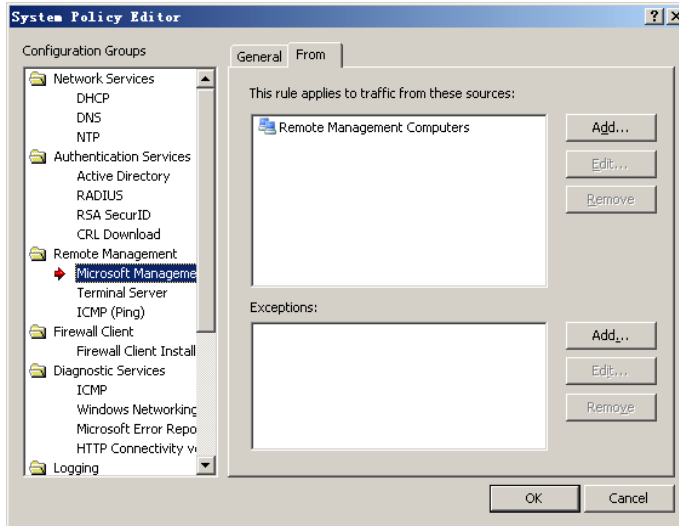 System Policy Editor
Configuration Groups
Network Services
DHCP
DNS
NTP
Authentication Services
Active Directory
RADIUS
RSA SecurID
CRL Download
Remote Management
Microsoft Manageme
Terminal Server
ICMP (Ping)
Firewall Client
Firewall Client Install
Diagnostic Services
ICMP
Windows Networking
Microsoft Error Repo
HTTP Connectivity v
Logging
General
From
This rule applies to traffic from these sources:
Remote Management Computers
Add...
Edit...
Remove
Exceptions:
Add...
Edit...
Remove
OK
Cancel